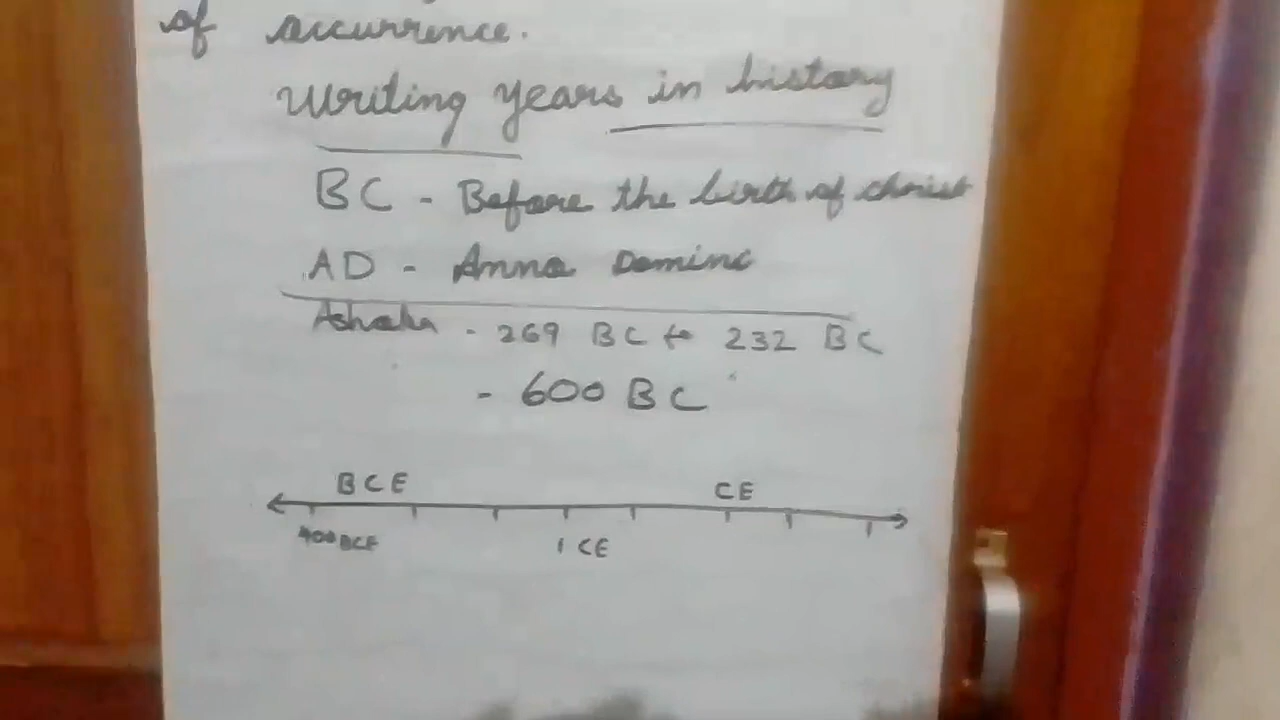 of occurrence.
Writing years in history
BC - Before the birth of christ
AD - Anno Domino
Ashoka - 269 BC to 232 BC
- 600 BC
BCE CE
400 BCE 1 CE